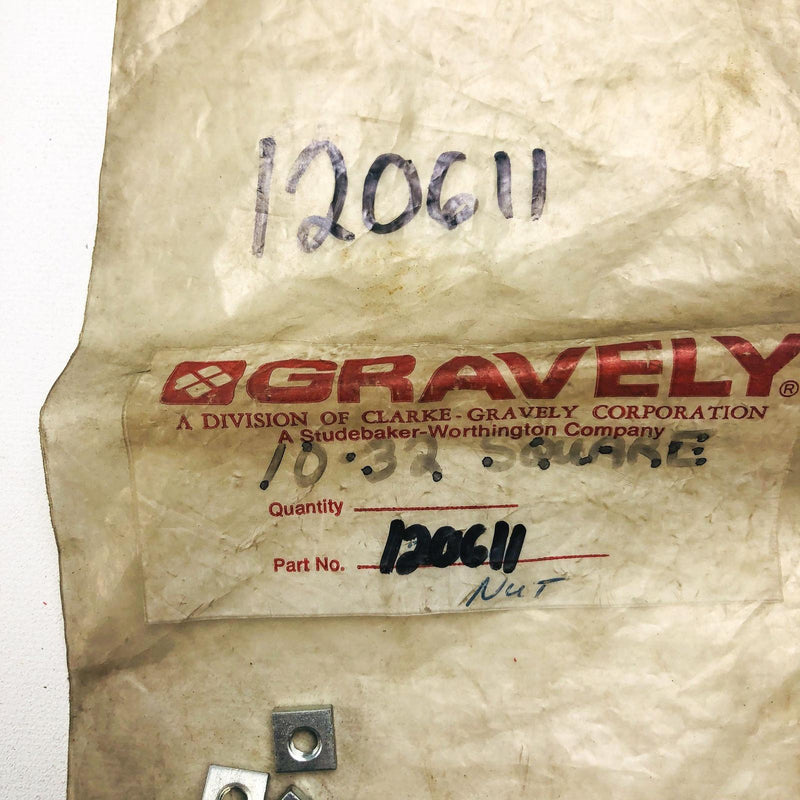 120611
GRAVELY®
A DIVISION OF CLARKE-GRAVELY CORPORATION
A Studebaker-Worthington Company
10-32 SQUARE
Quantity
Part No. 120611
NUT